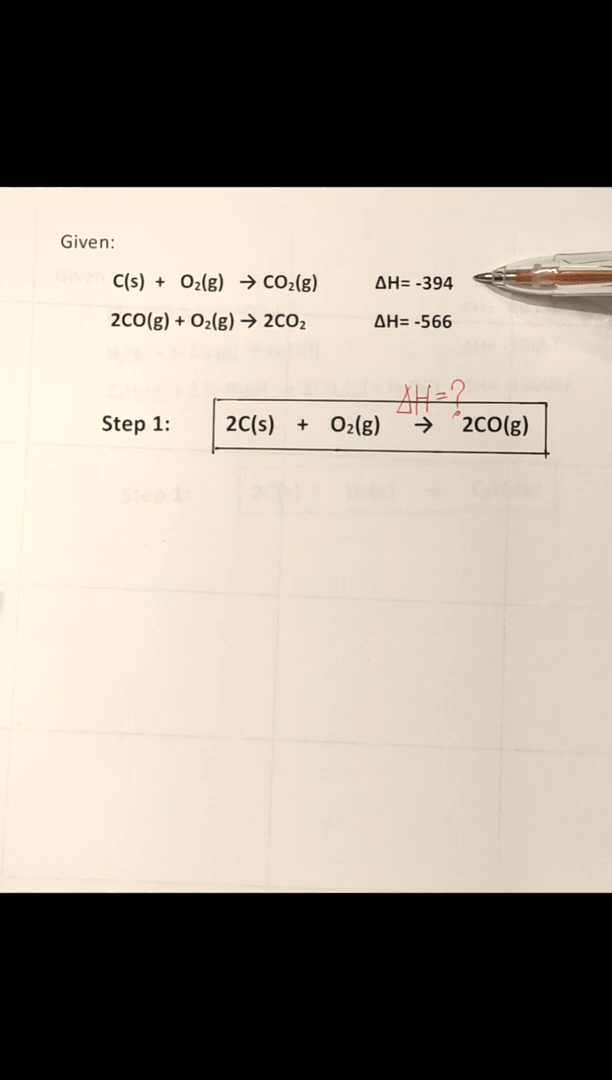 Given:
C(s) + O₂(g) → CO₂(g) ΔH= -394
2CO(g) + O₂(g) → 2CO₂ ΔH= -566
ΔH=?
Step 1: 2C(s) + O₂(g) → 2CO(g)